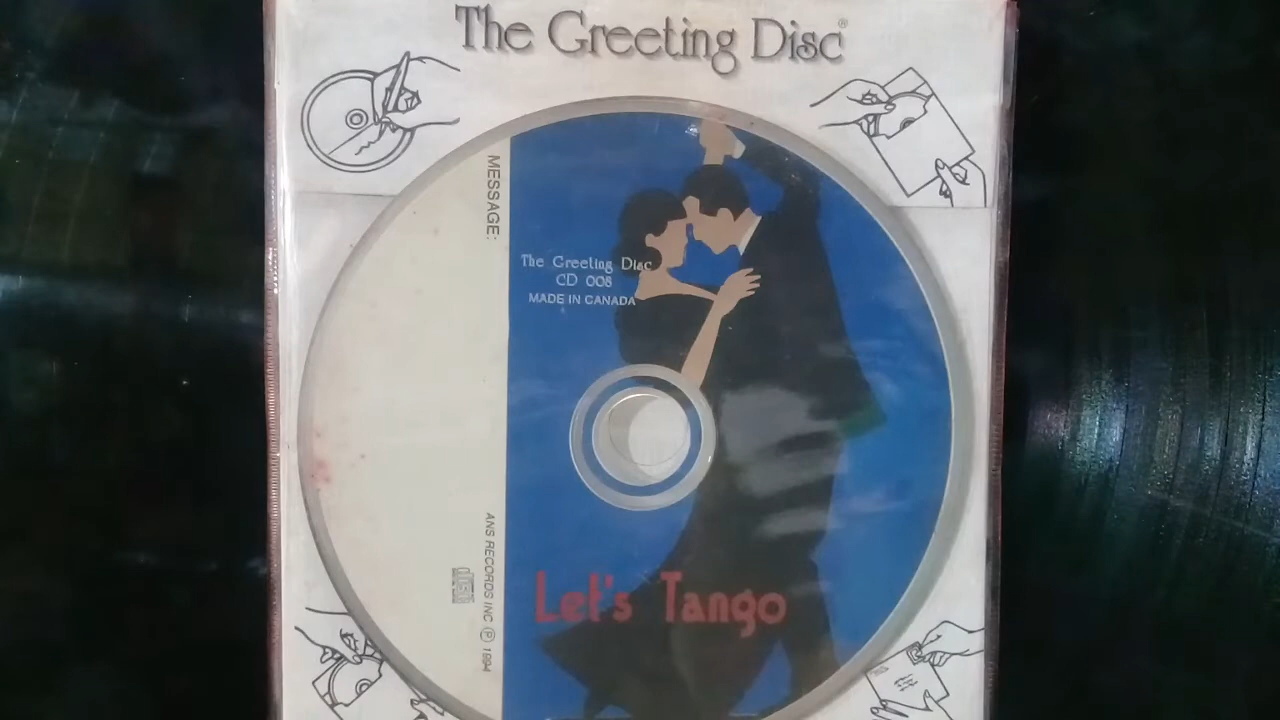 The Greeting Disc®
MESSAGE:
The Greeting Disc
CD 008
MADE IN CANADA
ANS RECORDS INC ℗ 1994
Let's Tango